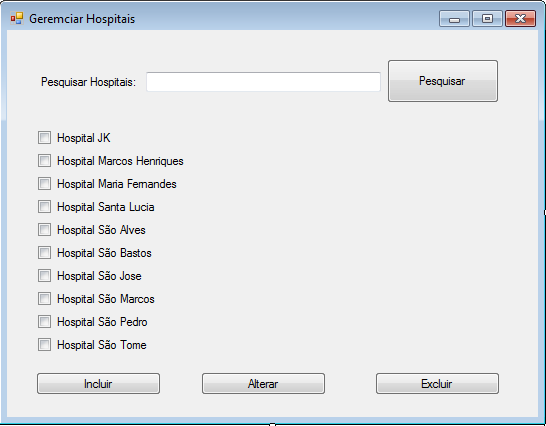 Geremciar Hospitais
Pesquisar Hospitais:
Pesquisar
Hospital JK
Hospital Marcos Henriques
Hospital Maria Fernandes
Hospital Santa Lucia
Hospital São Alves
Hospital São Bastos
Hospital São Jose
Hospital São Marcos
Hospital São Pedro
Hospital São Tome
Incluir
Alterar
Excluir